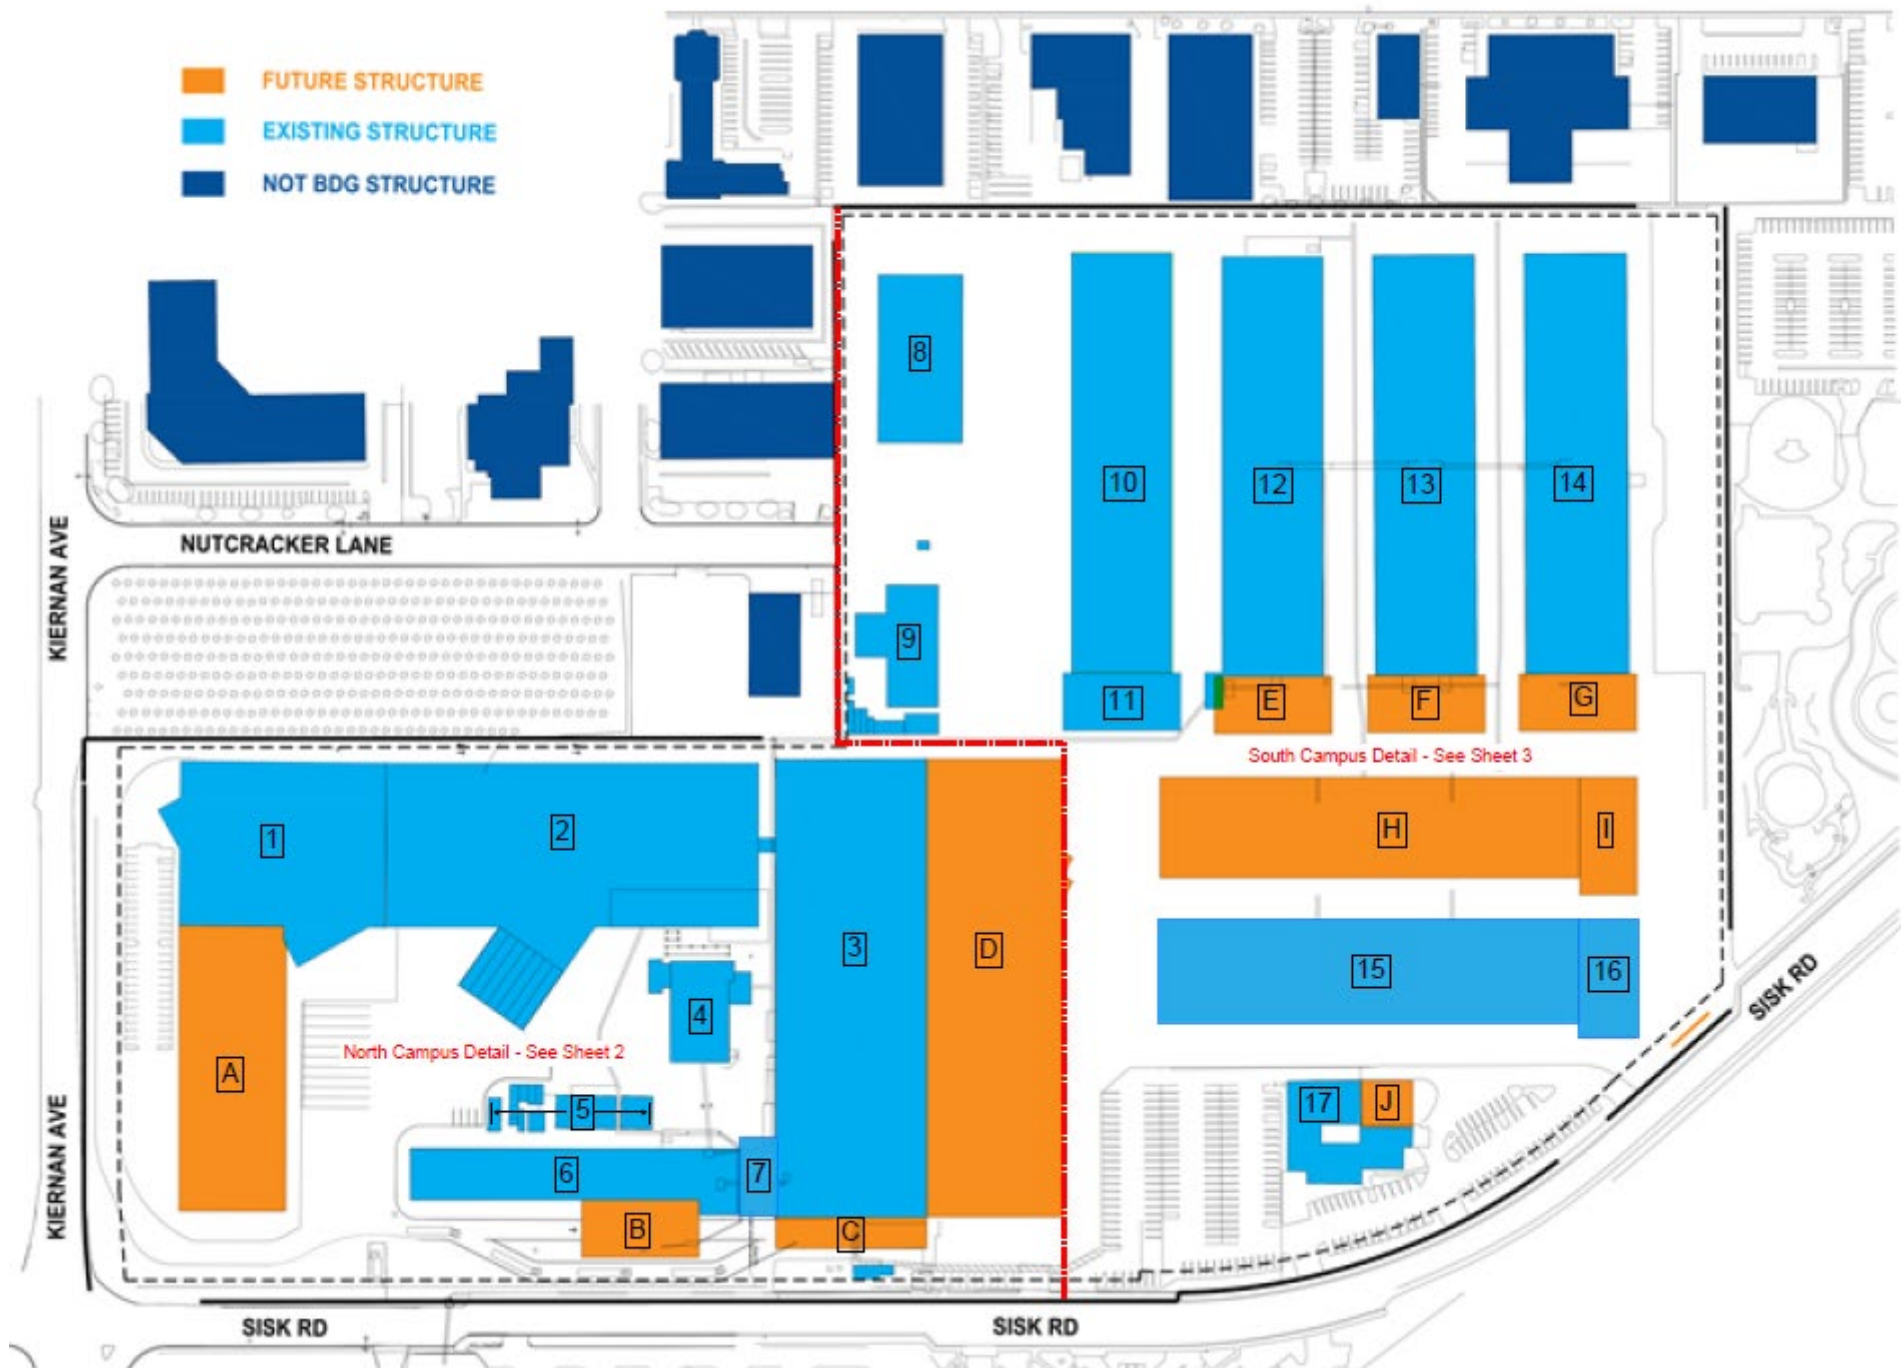 FUTURE STRUCTURE
EXISTING STRUCTURE
NOT BDG STRUCTURE
8
10
12
13
14
KIERNAN AVE
NUTCRACKER LANE
9
11
E
F
G
South Campus Detail - See Sheet 3
1
2
3
D
H
I
15
16
SISK RD
4
North Campus Detail - See Sheet 2
A
5
17
J
KIERNAN AVE
6
7
B
C
SISK RD
SISK RD